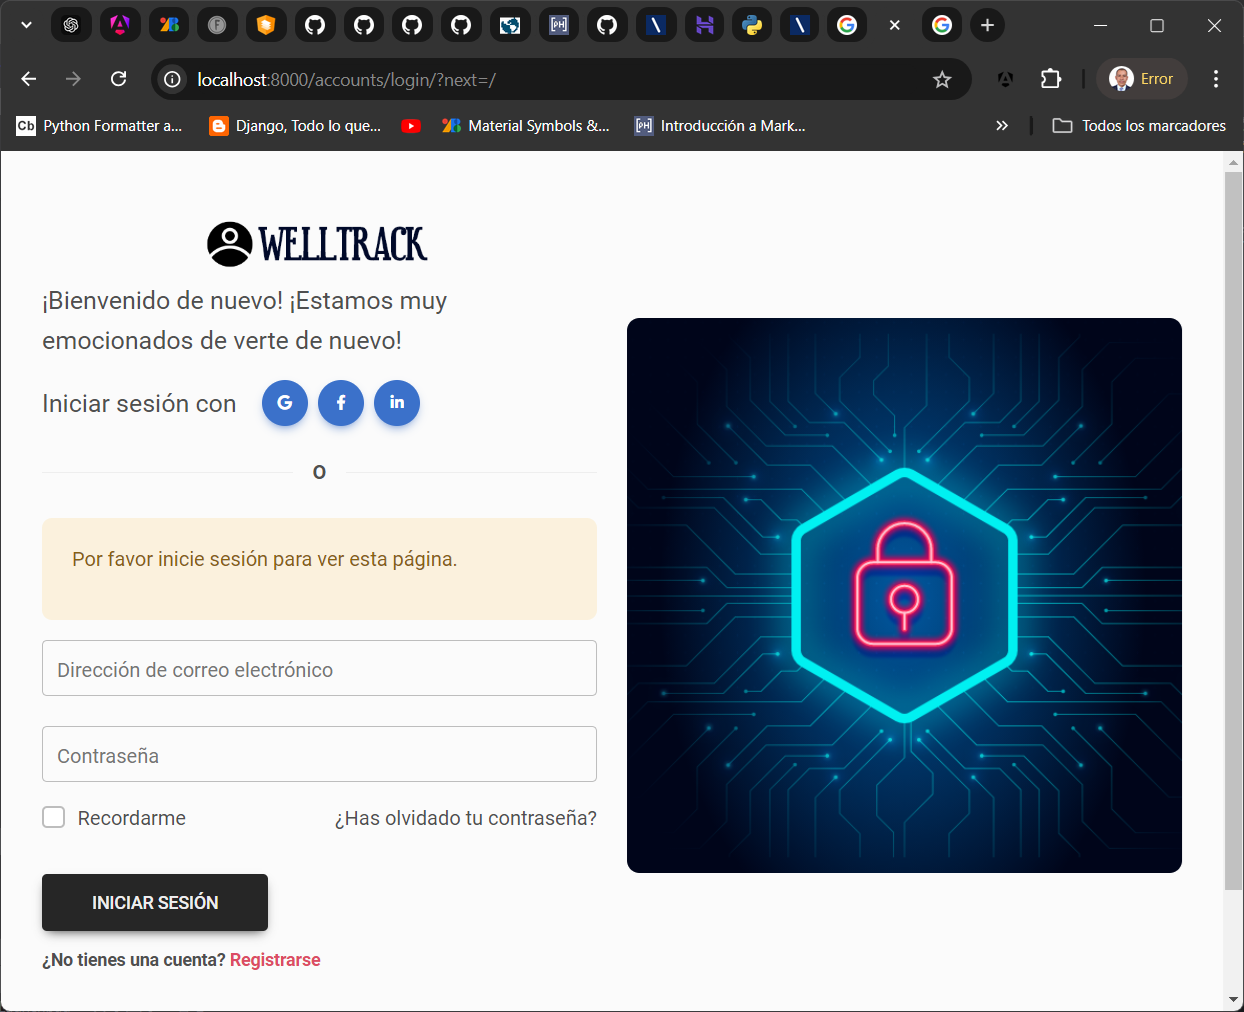 localhost:8000/accounts/login/?next=/
Error
Cb Python Formatter a...
Django, Todo lo que...
Material Symbols &...
[PH] Introducción a Mark...
Todos los marcadores
WELLTRACK
¡Bienvenido de nuevo! ¡Estamos muy
emocionados de verte de nuevo!
Iniciar sesión con G f in
O
Por favor inicie sesión para ver esta página.
Dirección de correo electrónico
Contraseña
Recordarme ¿Has olvidado tu contraseña?
INICIAR SESIÓN
¿No tienes una cuenta? Registrarse